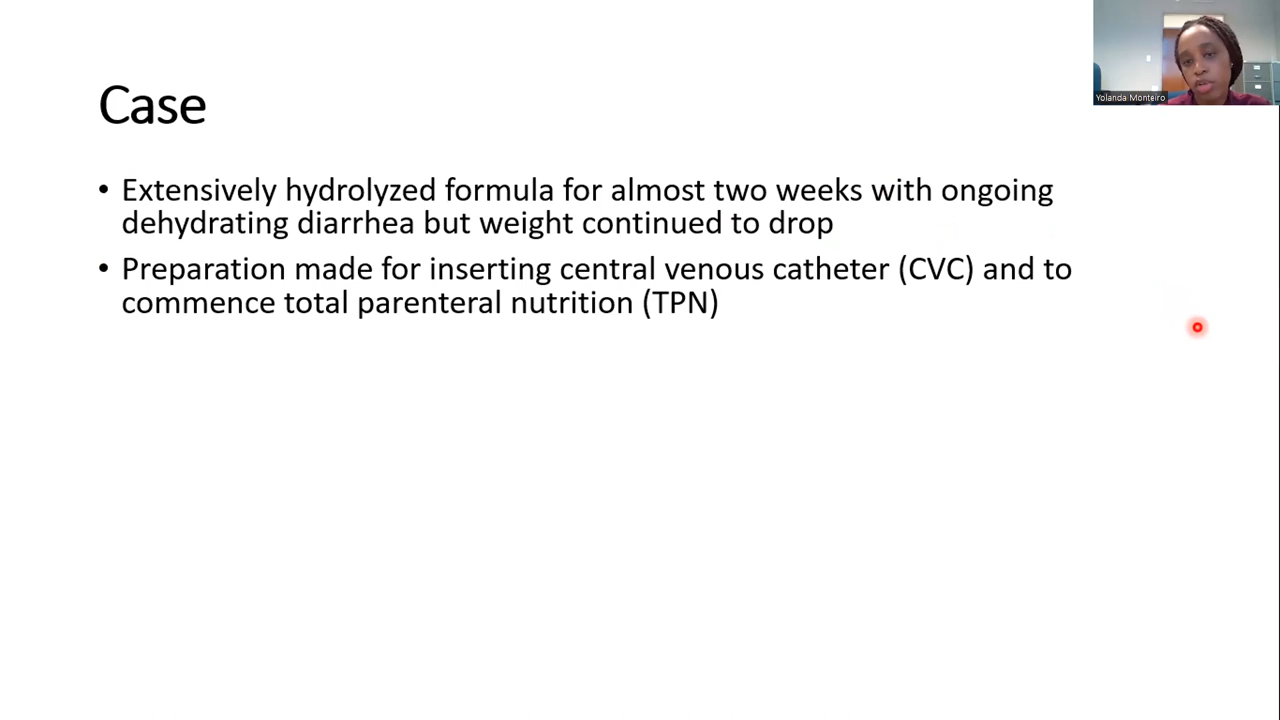 Yolanda Monteiro
Case
• Extensively hydrolyzed formula for almost two weeks with ongoing
dehydrating diarrhea but weight continued to drop
• Preparation made for inserting central venous catheter (CVC) and to
commence total parenteral nutrition (TPN)